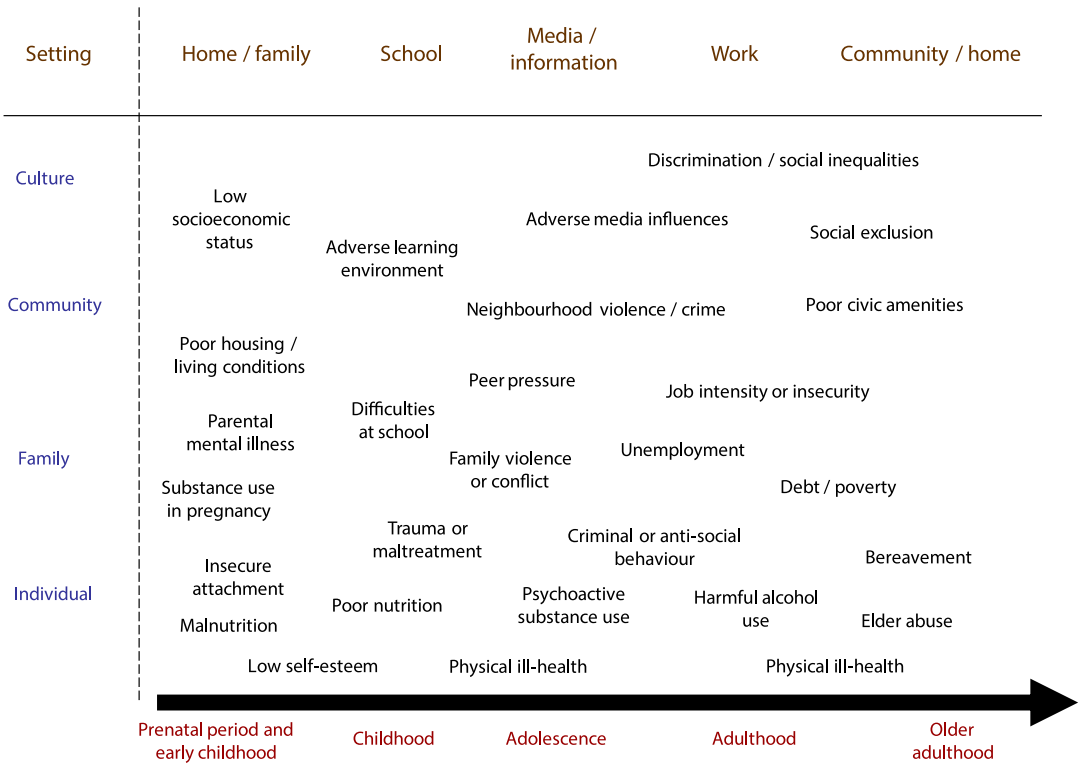 Setting
Home / family
School
Media /
information
Work
Community / home
Culture
Discrimination / social inequalities
Low
socioeconomic
status
Adverse media influences
Social exclusion
Adverse learning
environment
Community
Neighbourhood violence / crime
Poor civic amenities
Poor housing /
living conditions
Peer pressure
Job intensity or insecurity
Difficulties
at school
Parental
mental illness
Unemployment
Family
Family violence
or conflict
Substance use
in pregnancy
Debt / poverty
Trauma or
maltreatment
Criminal or anti-social
behaviour
Bereavement
Insecure
attachment
Individual
Poor nutrition
Psychoactive
substance use
Harmful alcohol
use
Elder abuse
Malnutrition
Low self-esteem
Physical ill-health
Physical ill-health
Prenatal period and
early childhood
Childhood
Adolescence
Adulthood
Older
adulthood